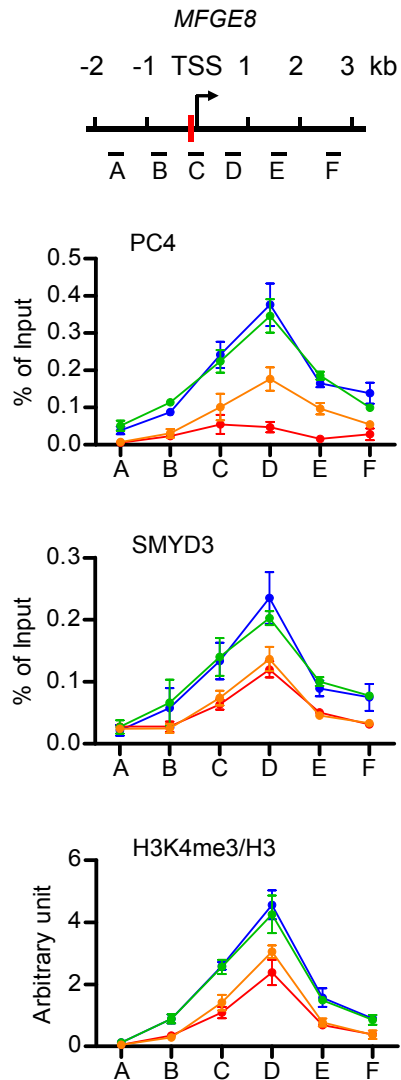 MFGE8
-2 -1 TSS 1 2 3 kb
A B C D E F
PC4
% of Input
0.5
0.4
0.3
0.2
0.1
0.0
A B C D E F
SMYD3
% of Input
0.3
0.2
0.1
0.0
A B C D E F
H3K4me3/H3
Arbitrary unit
6
4
2
0
A B C D E F